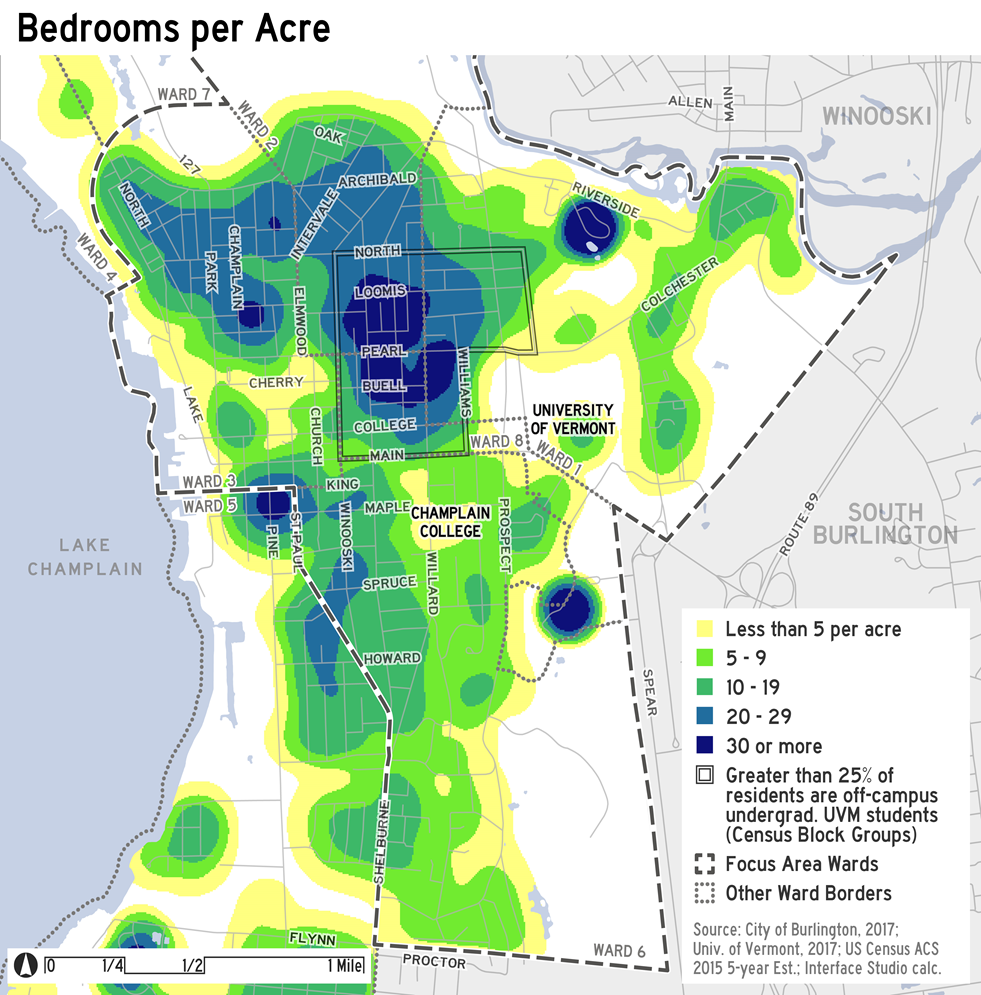 Bedrooms per Acre
WARD 7
WARD 2
ALLEN
MAIN
WINOOSKI
OAK
127
ARCHIBALD
NORTH
RIVERSIDE
INTERVALE
CHAMPLAIN
PARK
WARD 4
NORTH
LOOMIS
COLCHESTER
ELMWOOD
PEARL
WILLIAMS
CHERRY
BUELL
LAKE
CHURCH
COLLEGE
UNIVERSITY
OF VERMONT
WARD 8
WARD 1
MAIN
WARD 3
WARD 5
KING
MAPLE
CHAMPLAIN
COLLEGE
PROSPECT
ROUTE 89
SOUTH
BURLINGTON
LAKE
CHAMPLAIN
PINE
ST PAUL
WINOOSKI
SPRUCE
WILLARD
HOWARD
SPEAR
SHELBURNE
FLYNN
PROCTOR
WARD 6
Less than 5 per acre
5 - 9
10 - 19
20 - 29
30 or more
Greater than 25% of
residents are off-campus
undergrad. UVM students
(Census Block Groups)
Focus Area Wards
Other Ward Borders
Source: City of Burlington, 2017;
Univ. of Vermont, 2017; US Census ACS
2015 5-year Est.; Interface Studio calc.
0 1/4 1/2 1 Mile